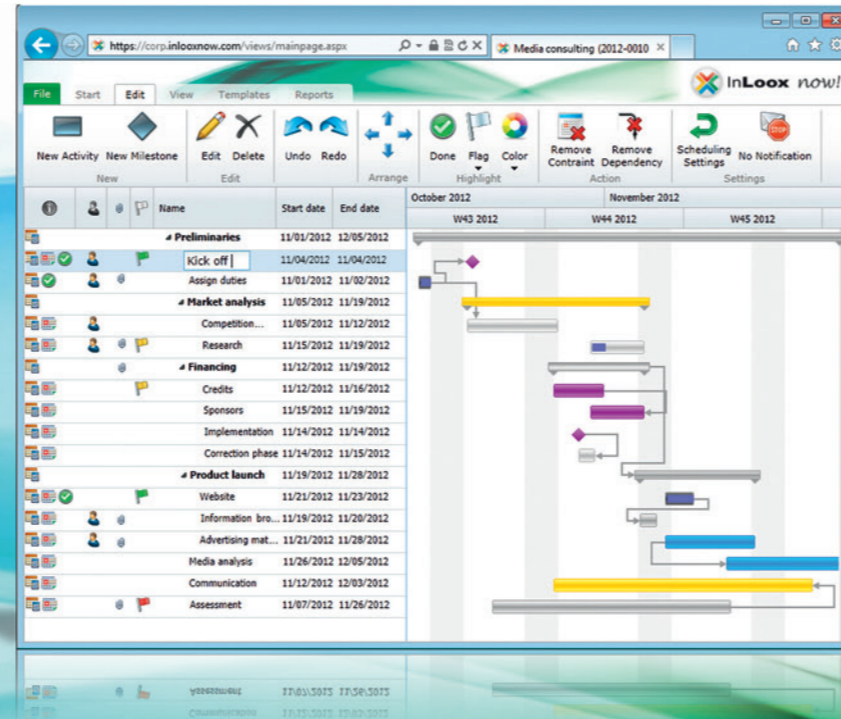 https://corp.inlooxnow.com/views/mainpage.aspx
Media consulting (2012-0010
InLoox now!
File Start Edit View Templates Reports
New Activity New Milestone Edit Delete Undo Redo Done Flag Color Remove Contraint Remove Dependency Scheduling Settings No Notification
New Edit Arrange Highlight Action Settings
October 2012 November 2012
Name Start date End date
W43 2012 W44 2012 W45 2012
Preliminaries 11/01/2012 12/05/2012
Kick off 11/04/2012 11/04/2012
Assign duties 11/01/2012 11/02/2012
Market analysis 11/05/2012 11/19/2012
Competition... 11/05/2012 11/12/2012
Research 11/15/2012 11/19/2012
Financing 11/12/2012 11/19/2012
Credits 11/12/2012 11/16/2012
Sponsors 11/15/2012 11/19/2012
Implementation 11/14/2012 11/14/2012
Correction phase 11/14/2012 11/15/2012
Product launch 11/19/2012 11/28/2012
Website 11/21/2012 11/23/2012
Information bro... 11/19/2012 11/20/2012
Advertising mat... 11/21/2012 11/28/2012
Media analysis 11/26/2012 12/05/2012
Communication 11/12/2012 12/03/2012
Assessment 11/07/2012 11/26/2012